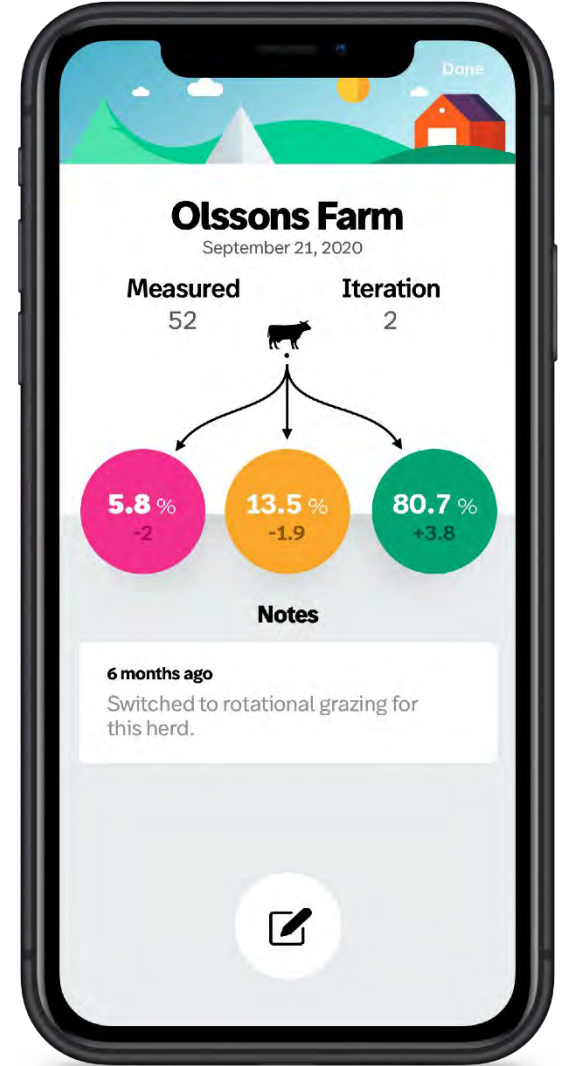 Done
Olssons Farm
September 21, 2020
Measured
Iteration
52
2
5.8 %
13.5 %
80.7 %
-2
-1.9
+3.8
Notes
6 months ago
Switched to rotational grazing for
this herd.